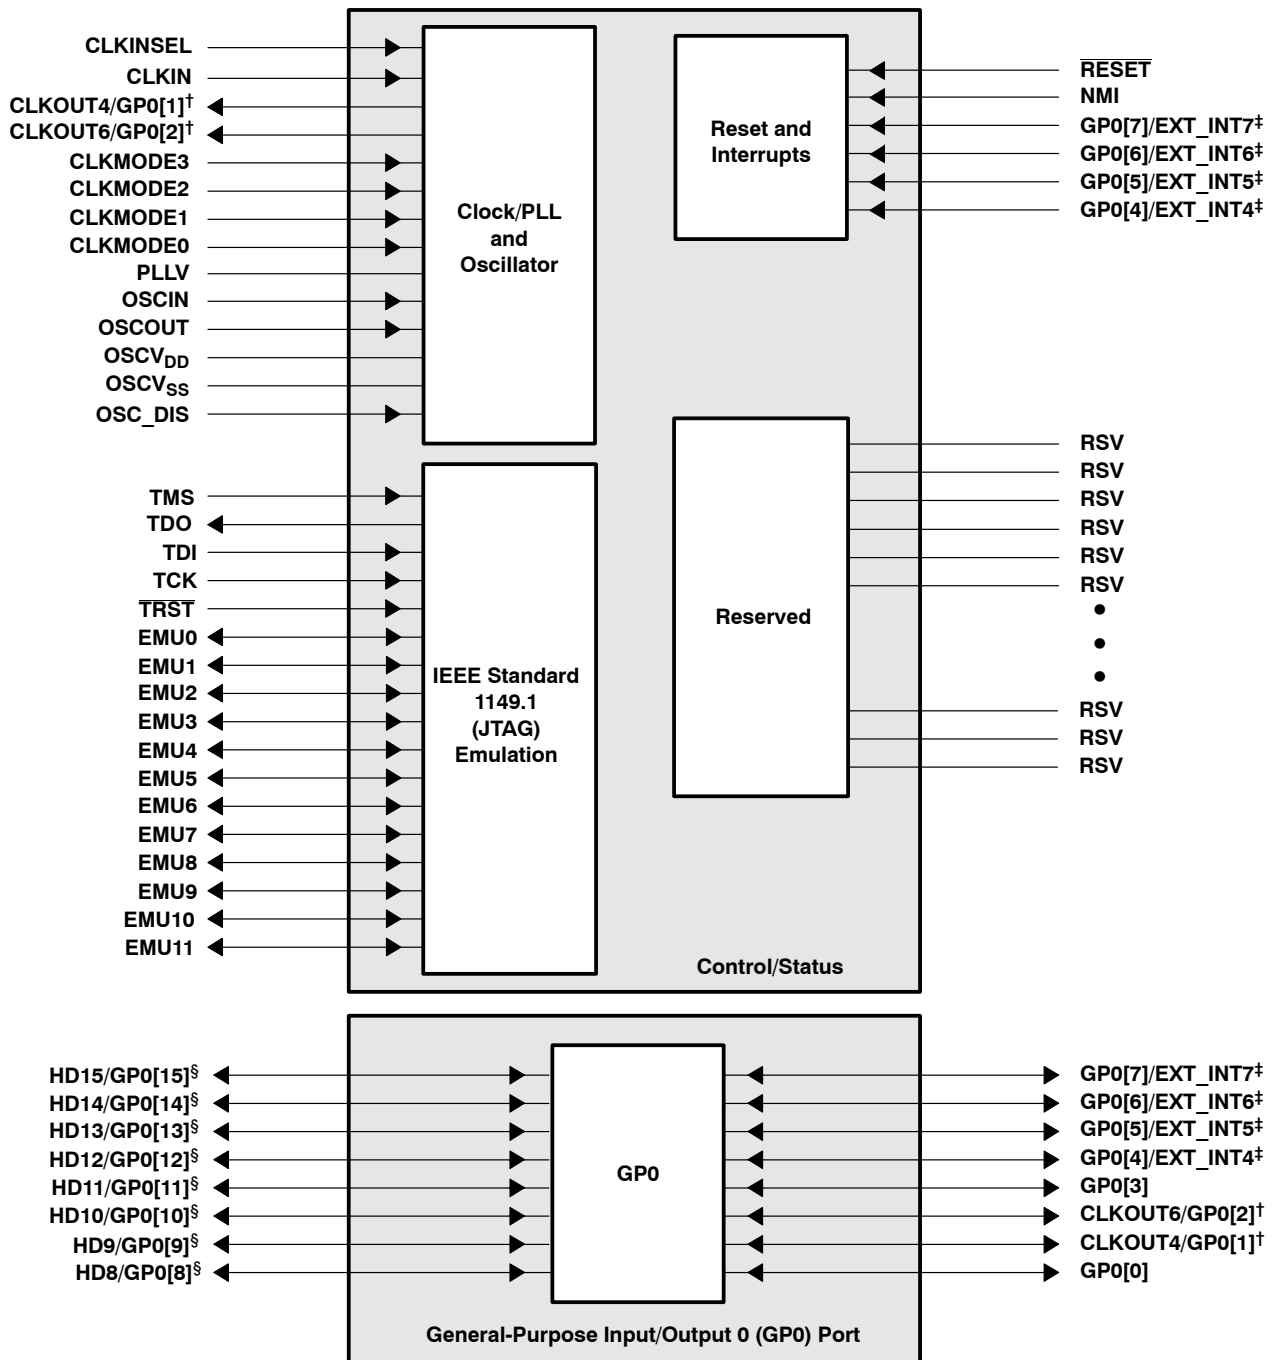 CLKINSEL
CLKIN
CLKOUT4/GP0[1]†
CLKOUT6/GP0[2]†
CLKMODE3
CLKMODE2
CLKMODE1
CLKMODE0
PLLV
OSCIN
OSCOUT
OSCVDD
OSCVSS
OSC_DIS
Clock/PLL
and
Oscillator
Reset and
Interrupts
RESET
NMI
GP0[7]/EXT_INT7‡
GP0[6]/EXT_INT6‡
GP0[5]/EXT_INT5‡
GP0[4]/EXT_INT4‡
TMS
TDO
TDI
TCK
TRST
EMU0
EMU1
EMU2
EMU3
EMU4
EMU5
EMU6
EMU7
EMU8
EMU9
EMU10
EMU11
IEEE Standard
1149.1
(JTAG)
Emulation
Reserved
RSV
RSV
RSV
RSV
RSV
RSV
RSV
RSV
RSV
Control/Status
HD15/GP0[15]§
HD14/GP0[14]§
HD13/GP0[13]§
HD12/GP0[12]§
HD11/GP0[11]§
HD10/GP0[10]§
HD9/GP0[9]§
HD8/GP0[8]§
GP0
GP0[7]/EXT_INT7‡
GP0[6]/EXT_INT6‡
GP0[5]/EXT_INT5‡
GP0[4]/EXT_INT4‡
GP0[3]
CLKOUT6/GP0[2]†
CLKOUT4/GP0[1]†
GP0[0]
General-Purpose Input/Output 0 (GP0) Port